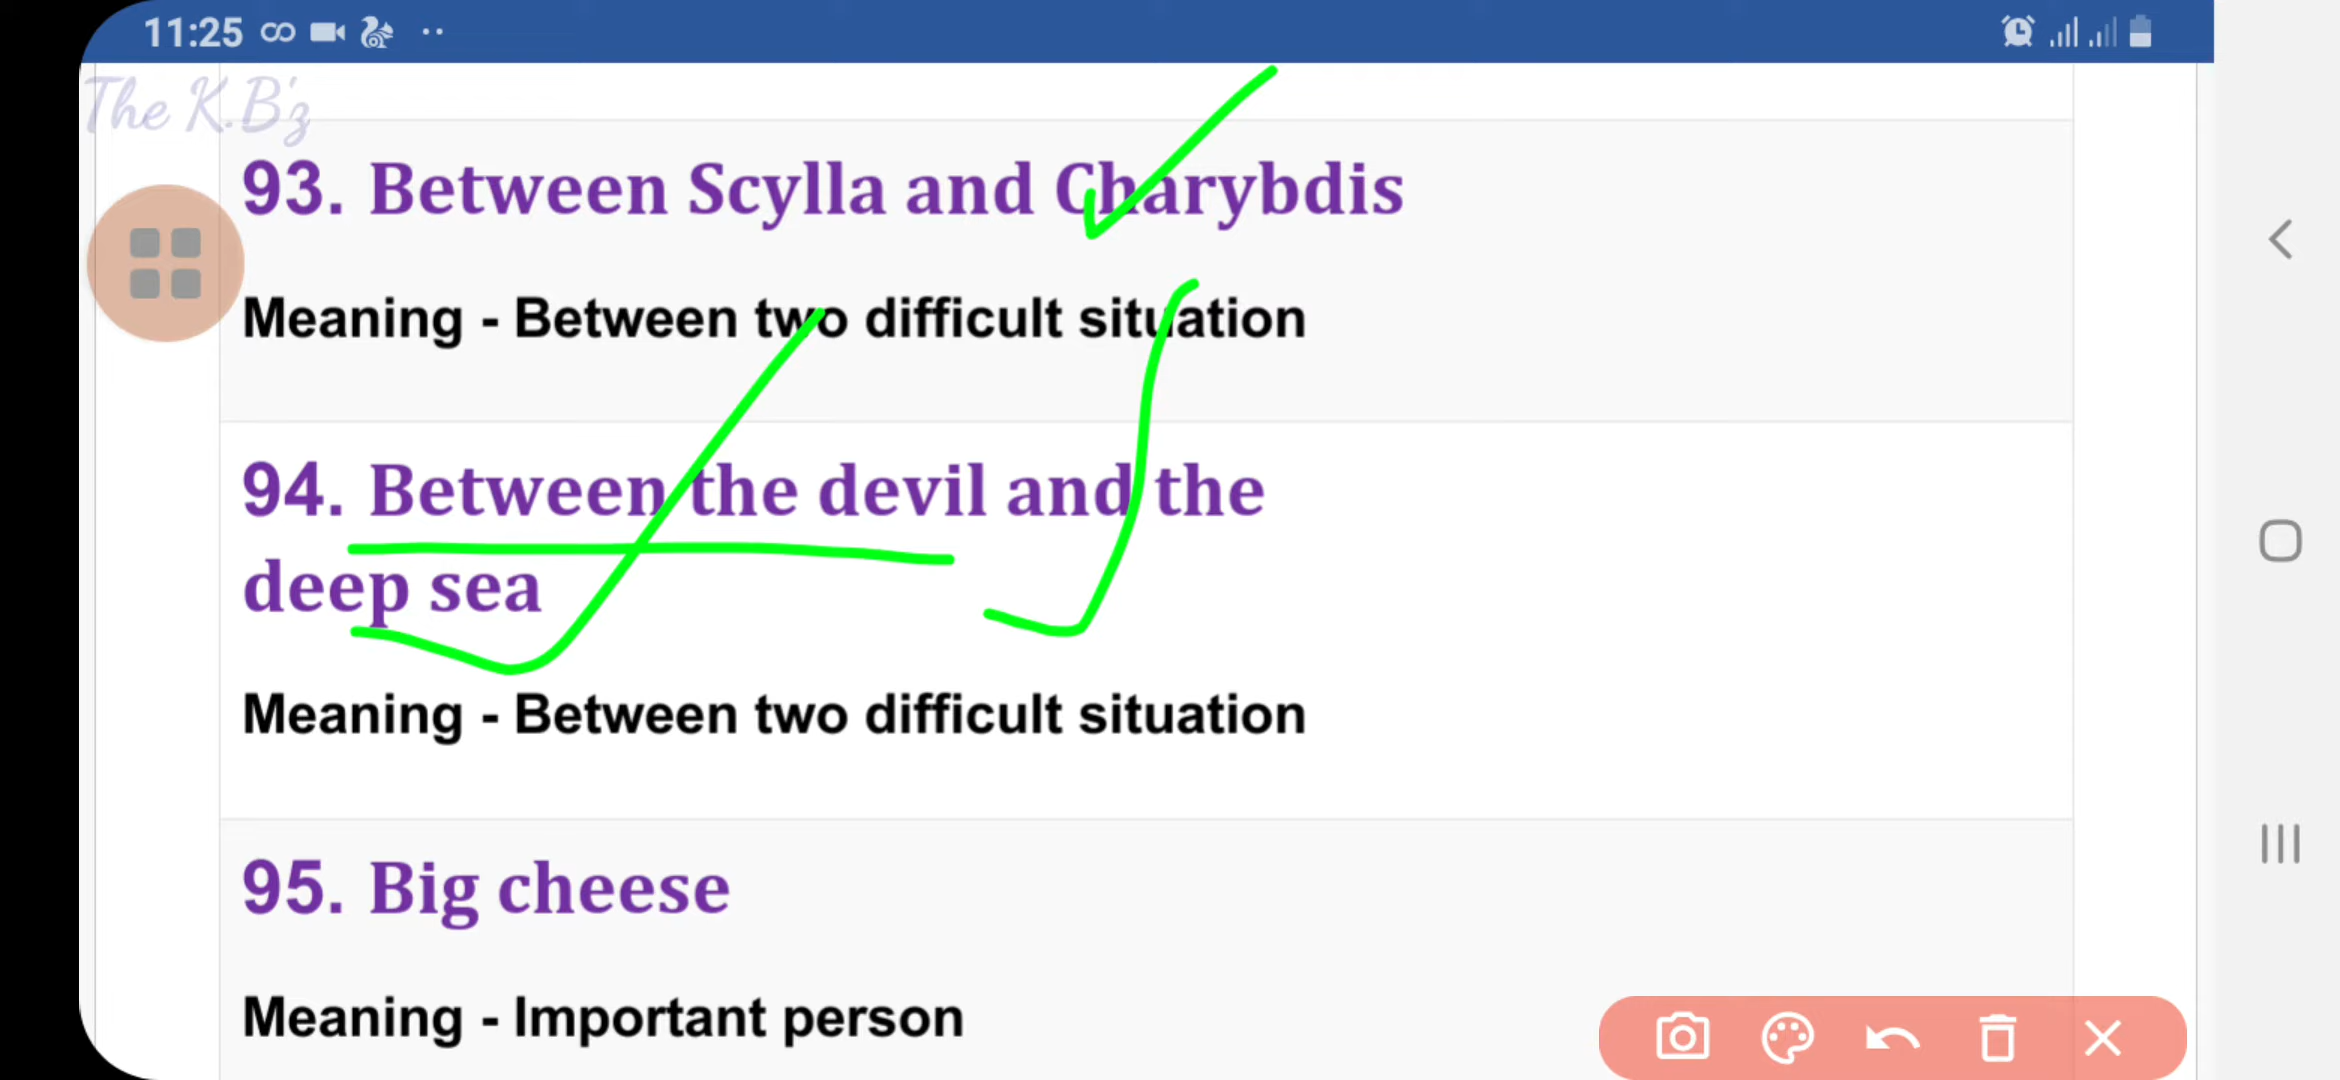 11:25
The K.B'z
93. Between Scylla and Charybdis
Meaning - Between two difficult situation
94. Between the devil and the
deep sea
Meaning - Between two difficult situation
95. Big cheese
Meaning - Important person